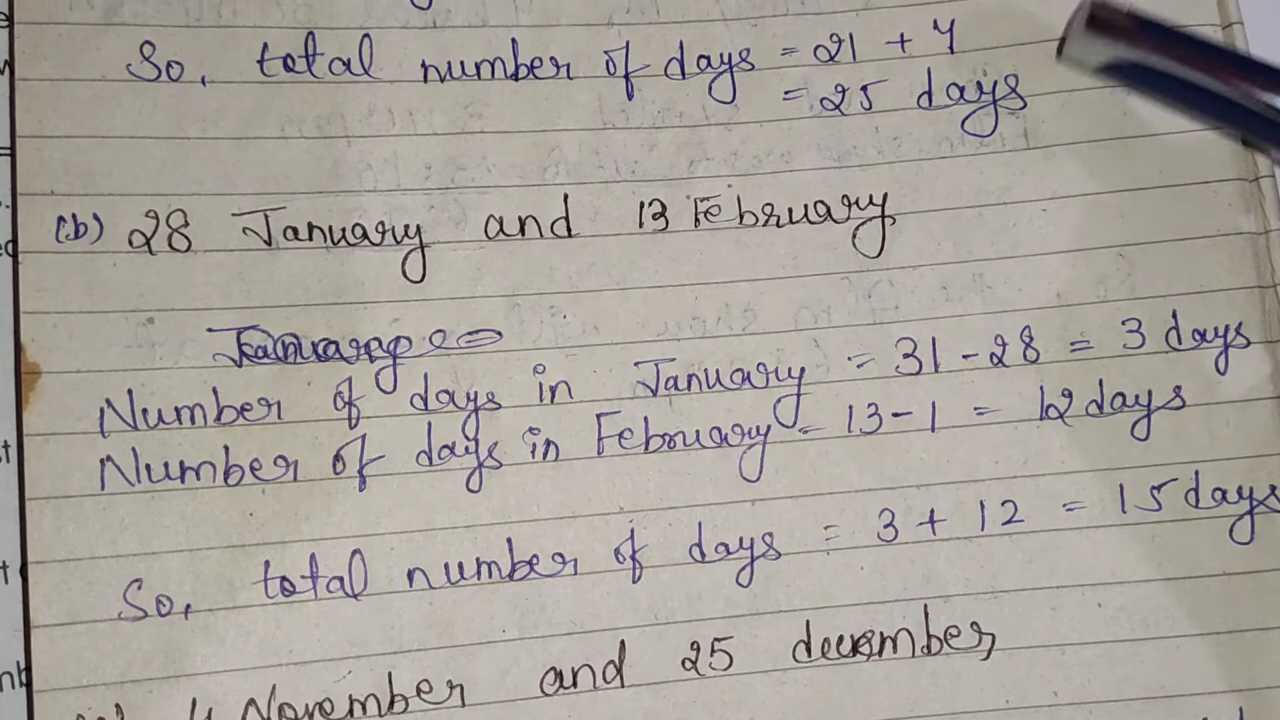 So, total number of days = 21 + 4
= 25 days
(b) 28 January and 13 February
Number of days in January = 31 - 28 = 3 days
Number of days in February = 13 - 1 = 12 days
So, total number of days = 3 + 12 = 15 days
4 November and 25 december